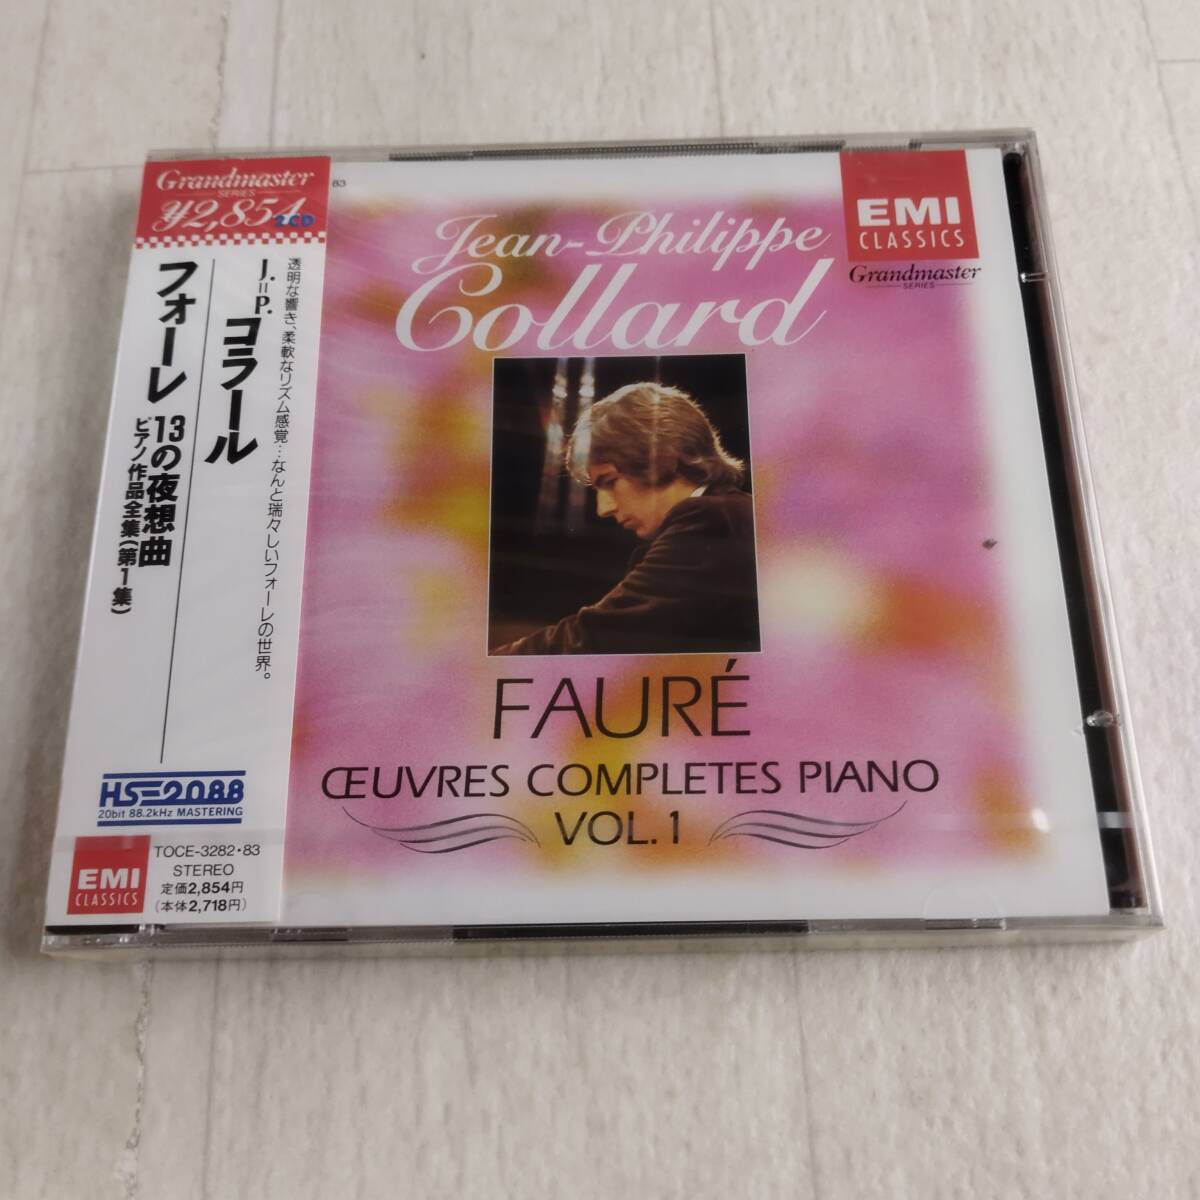 Grandmaster
SERIES
¥2,854
2CD
透明な響き、柔軟なリズム感覚…なんと瑞々しいフォーレの世界。
J.=P.コラール
フォーレ
13の夜想曲
ピアノ作品全集(第1集)
HS2088
20bit 88.2kHz MASTERING
EMI
CLASSICS
TOCE-3282・83
STEREO
定価2,854円
(本体2,718円)
83
Jean-Philippe
Collard
EMI
CLASSICS
Grandmaster
SERIES
FAURÉ
ŒUVRES COMPLETES PIANO
VOL.1